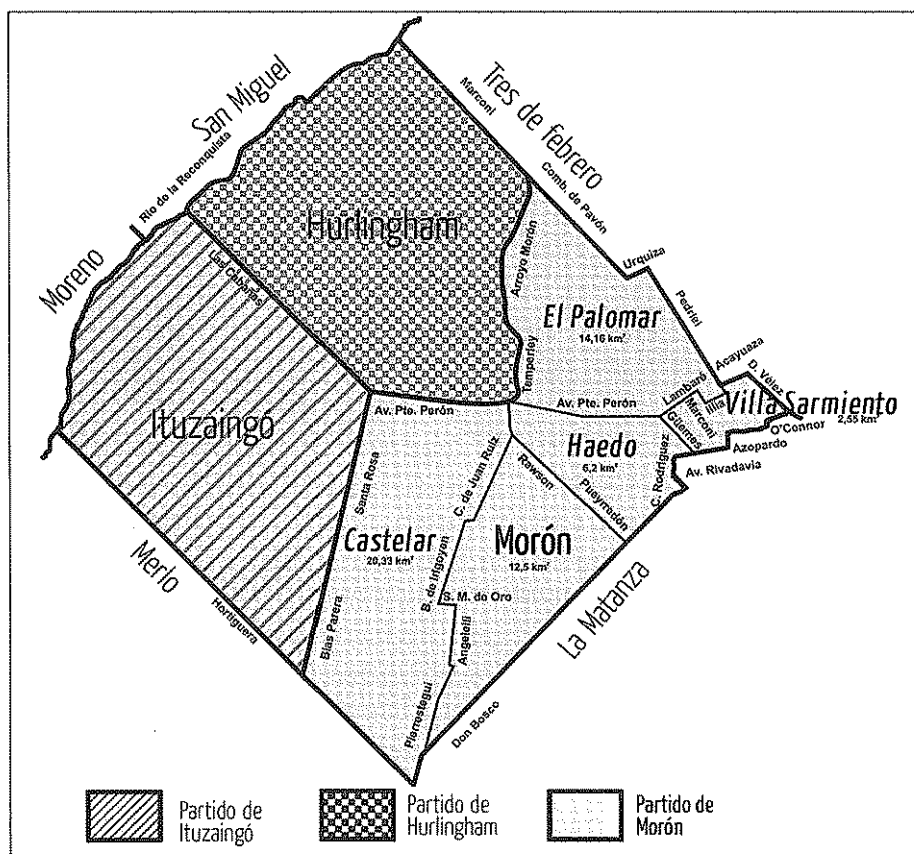 San Miguel
Tres de febrero
Marconi
Río de la Reconquista
Comb. de Pavón
Hurlingham
Moreno
Urquiza
Arroyo Morón
Pedriel
El Palomar
14,16 km²
Temperley
Acayuaza
D. Vélez
Lambaré
Marconi
Illia
Villa Sarmiento
2,55 km²
O'Connor
Av. Pte. Perón
Av. Pte. Perón
Güemes
Azopardo
Ituzaingó
Haedo
6,2 km²
C. Rodríguez
Av. Rivadavia
Santa Rosa
C. de Juan Ruiz
Rawson
Pueyrredón
Castelar
20,33 km²
Morón
12,5 km²
B. de Irigoyen
S. M. de Oro
Merlo
Hortiguera
Blas Parera
Angelelli
La Matanza
Pierrestegui
Don Bosco
Partido de
Ituzaingó
Partido de
Hurlingham
Partido de
Morón